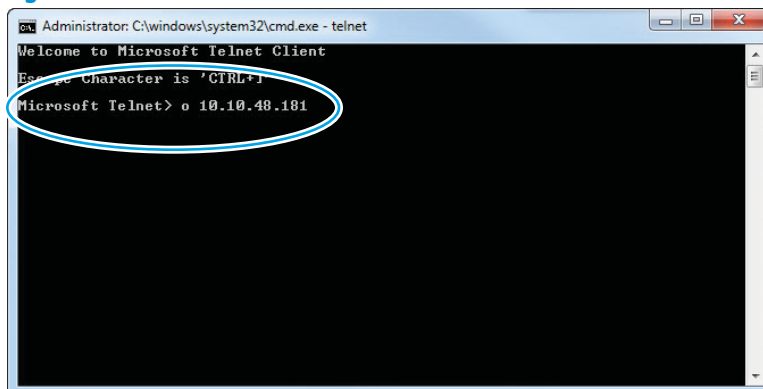 Administrator: C:\windows\system32\cmd.exe - telnet
Welcome to Microsoft Telnet Client
Escape Character is 'CTRL+]'
Microsoft Telnet> o 10.10.48.181